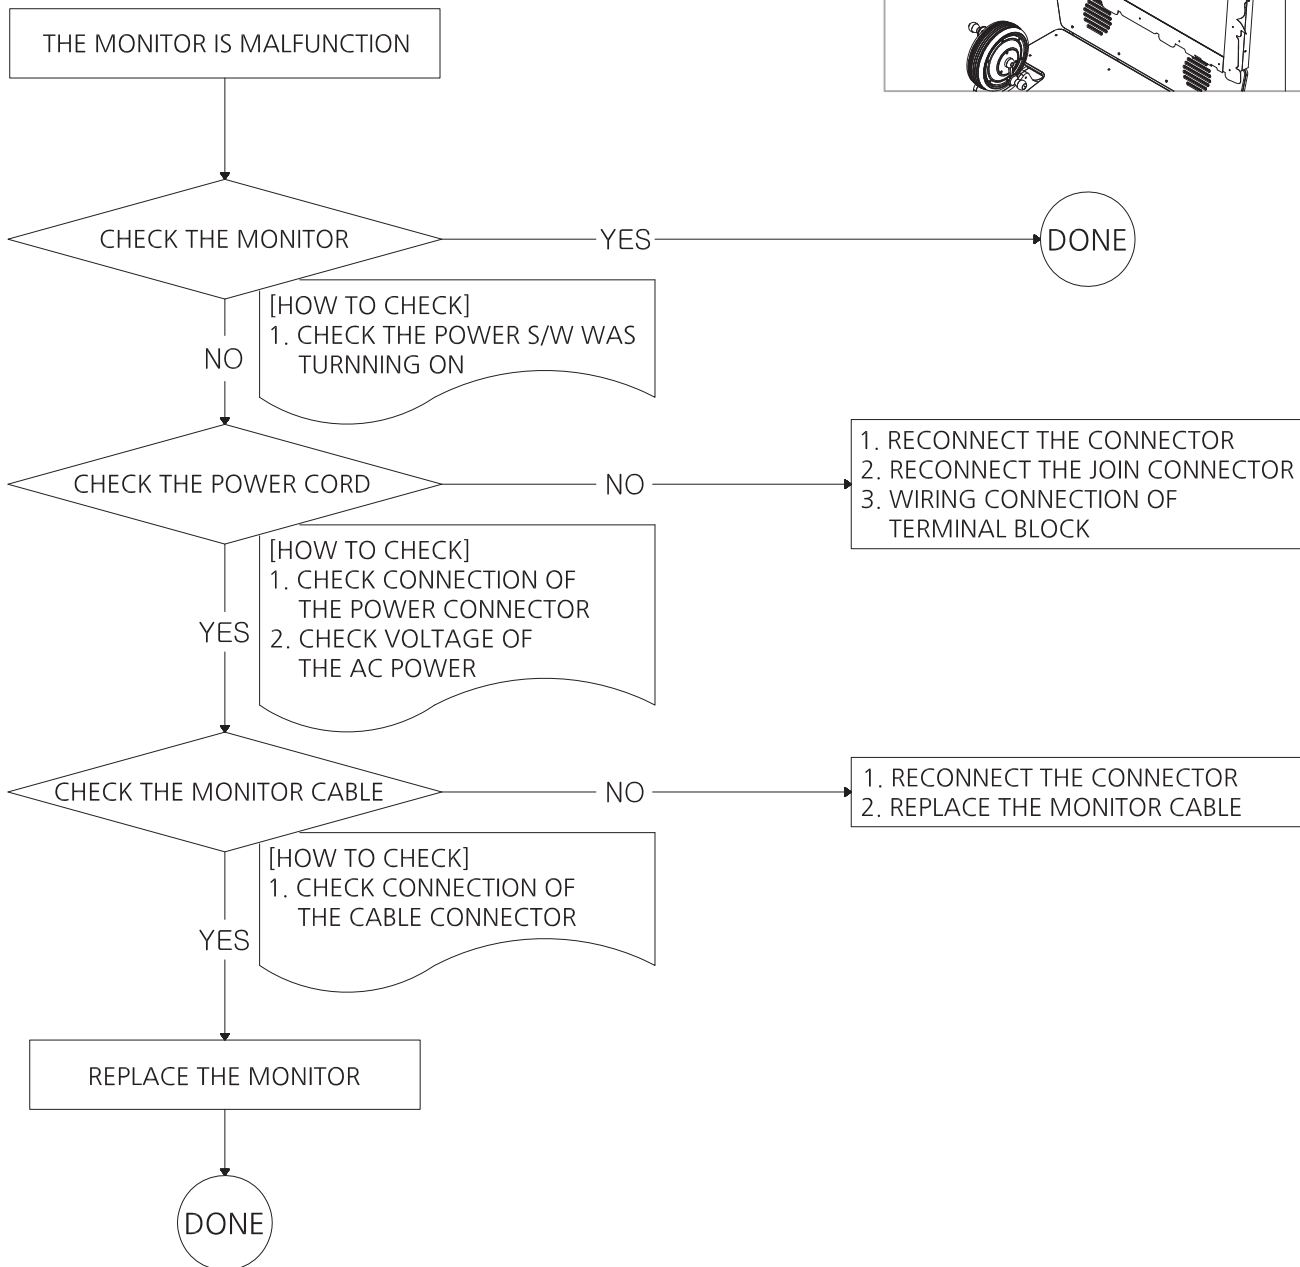 THE MONITOR IS MALFUNCTION
CHECK THE MONITOR
YES
DONE
[HOW TO CHECK]
1. CHECK THE POWER S/W WAS
TURNNING ON
NO
CHECK THE POWER CORD
NO
1. RECONNECT THE CONNECTOR
2. RECONNECT THE JOIN CONNECTOR
3. WIRING CONNECTION OF
TERMINAL BLOCK
[HOW TO CHECK]
1. CHECK CONNECTION OF
THE POWER CONNECTOR
2. CHECK VOLTAGE OF
THE AC POWER
YES
CHECK THE MONITOR CABLE
NO
1. RECONNECT THE CONNECTOR
2. REPLACE THE MONITOR CABLE
[HOW TO CHECK]
1. CHECK CONNECTION OF
THE CABLE CONNECTOR
YES
REPLACE THE MONITOR
DONE